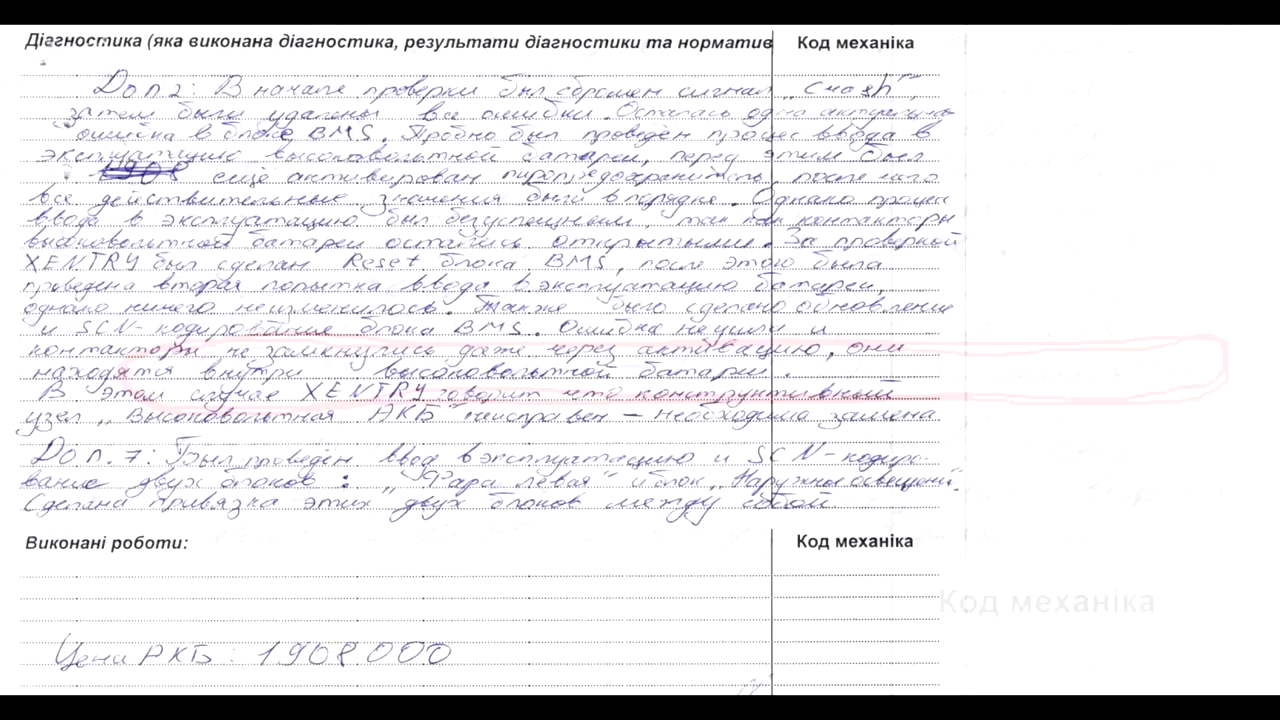 Діагностика (яка виконана діагностика, результати діагностики та норматив
Код механіка
Доп 2: В начале проверки был сброшен сигнал „Crash",
затем были удалены все ошибки. Осталась одна
ошибка в блоке BMS. Пробно был проведен процес ввода в
эксплуатацию высоковольтной батареи, перед этим был
ещё активирован пиропредохранитель, после чего
все действительные значения были в порядке. Однако процесс
ввода в эксплуатацию был безуспешным, так как контакторы
высоковольтной батареи остались открытыми. За проверкой
XENTRY был сделан Reset блока BMS, после этого была
проведена вторая попытка ввода в эксплуатацию батареи,
однако ничего не изменилось. Также было сделано обновление
и SCN-кодирование блока BMS. Ошибка не ушла и
контакторы не замкнулись даже через активацию, они
находятся внутри высоковольтной батареи.
В этом случае XENTRY говорит что конструктивный
узел „Высоковольтная АКБ" неисправен – необходима замена.
Доп. 7: Был проведён ввод в эксплуатацию и SCN-кодиро-
вание двух блоков: „Фара левая" и блок „Наружное освещение".
Сделана привязка этих двух блоков между собой
Виконані роботи:
Код механіка
Код механіка
Цена АКБ: 1908000